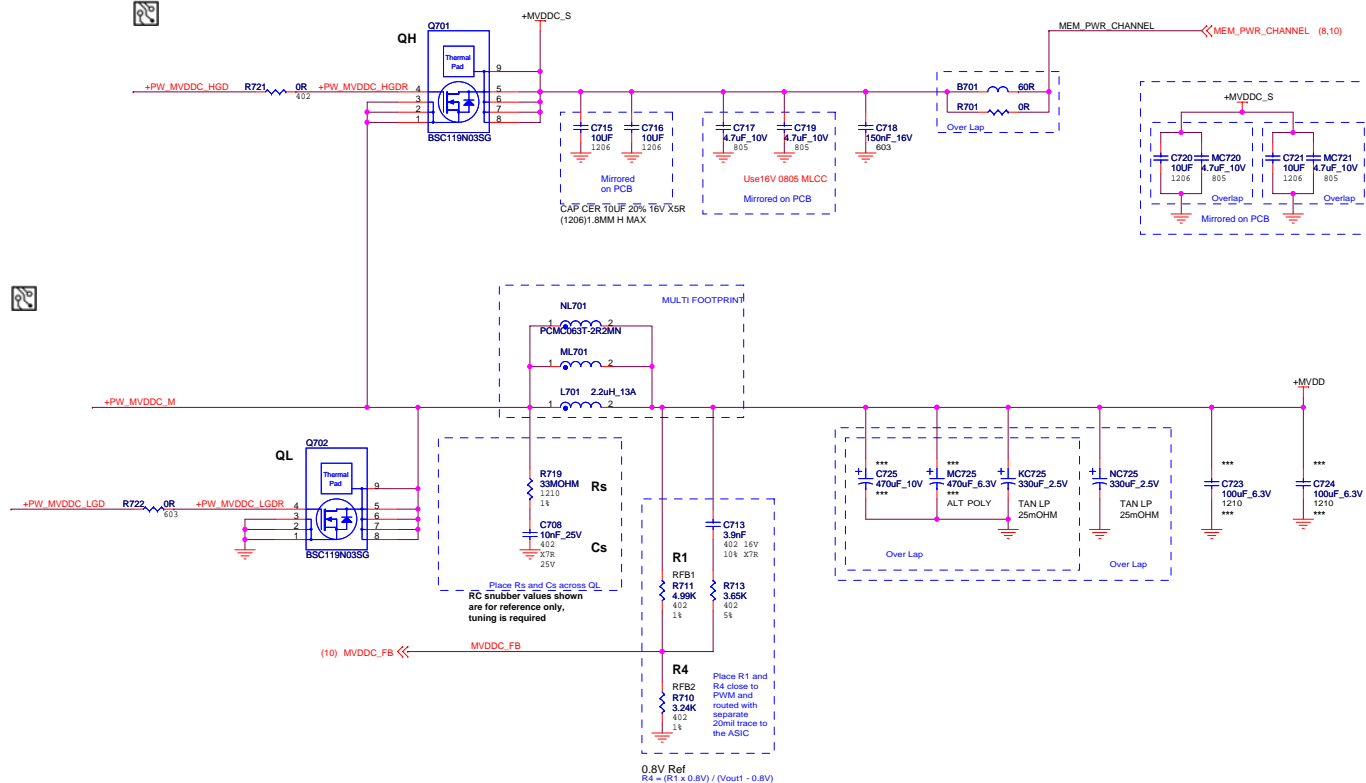 Q701
QH
Thermal
Pad
9
+PW_MVDDC_HGD
R721
0R
402
+PW_MVDDC_HGDR
4
3
2
1
5
6
7
8
BSC119N03SG
+MVDDC_S
C715
10UF
1206
C716
10UF
1206
Mirrored
on PCB
CAP CER 10UF 20% 16V X5R
(1206)1.8MM H MAX
C717
4.7uF_10V
805
C719
4.7uF_10V
805
Use16V 0805 MLCC
Mirrored on PCB
C718
150nF_16V
603
B701
60R
R701
0R
Over Lap
MEM_PWR_CHANNEL
MEM_PWR_CHANNEL (8,10)
+MVDDC_S
C720
10UF
1206
MC720
4.7uF_10V
805
Overlap
C721
10UF
1206
MC721
4.7uF_10V
805
Overlap
Mirrored on PCB
MULTI FOOTPRINT
NL701
1
2
PCMC063T-2R2MN
ML701
1
2
L701
2.2uH_13A
1
2
+PW_MVDDC_M
+MVDD
Q702
QL
Thermal
Pad
9
+PW_MVDDC_LGD
R722
0R
603
+PW_MVDDC_LGDR
4
3
2
1
5
6
7
8
BSC119N03SG
R719
33MOHM
1210
1%
Rs
C708
10nF_25V
402
X7R
25V
Cs
Place Rs and Cs across QL
RC snubber values shown
are for reference only,
tuning is required
C713
3.9nF
402 16V
10% X7R
R1
RFB1
R711
4.99K
402
1%
R713
3.65K
402
5%
(10) MVDDC_FB
MVDDC_FB
R4
RFB2
R710
3.24K
402
1%
Place R1 and
R4 close to
PWM and
routed with
separate
20mil trace to
the ASIC
0.8V Ref
R4 = (R1 x 0.8V) / (Vout1 - 0.8V)
***
C725
470uF_10V
***
***
MC725
470uF_6.3V
***
ALT POLY
KC725
330uF_2.5V
TAN LP
25mOHM
Over Lap
NC725
330uF_2.5V
TAN LP
25mOHM
Over Lap
***
C723
100uF_6.3V
1210
***
***
C724
100uF_6.3V
1210
***